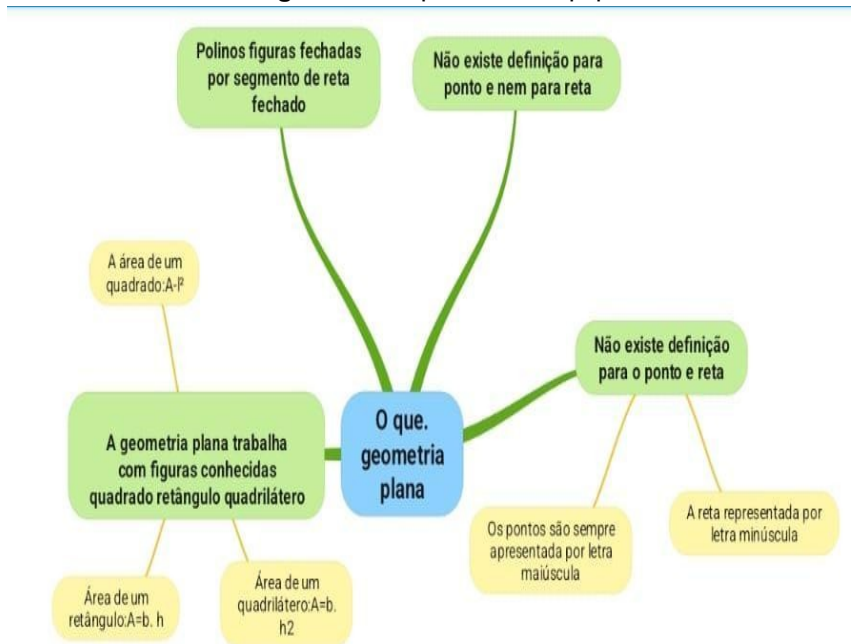 Polinos figuras fechadas
por segmento de reta
fechado
Não existe definição para
ponto e nem para reta
A área de um
quadrado:A-l²
Não existe definição
para o ponto e reta
O que.
geometria
plana
A geometria plana trabalha
com figuras conhecidas
quadrado retângulo quadrilátero
Os pontos são sempre
apresentada por letra
maiúscula
A reta representada por
letra minúscula
Área de um
retângulo:A=b. h
Área de um
quadrilátero:A=b.
h2